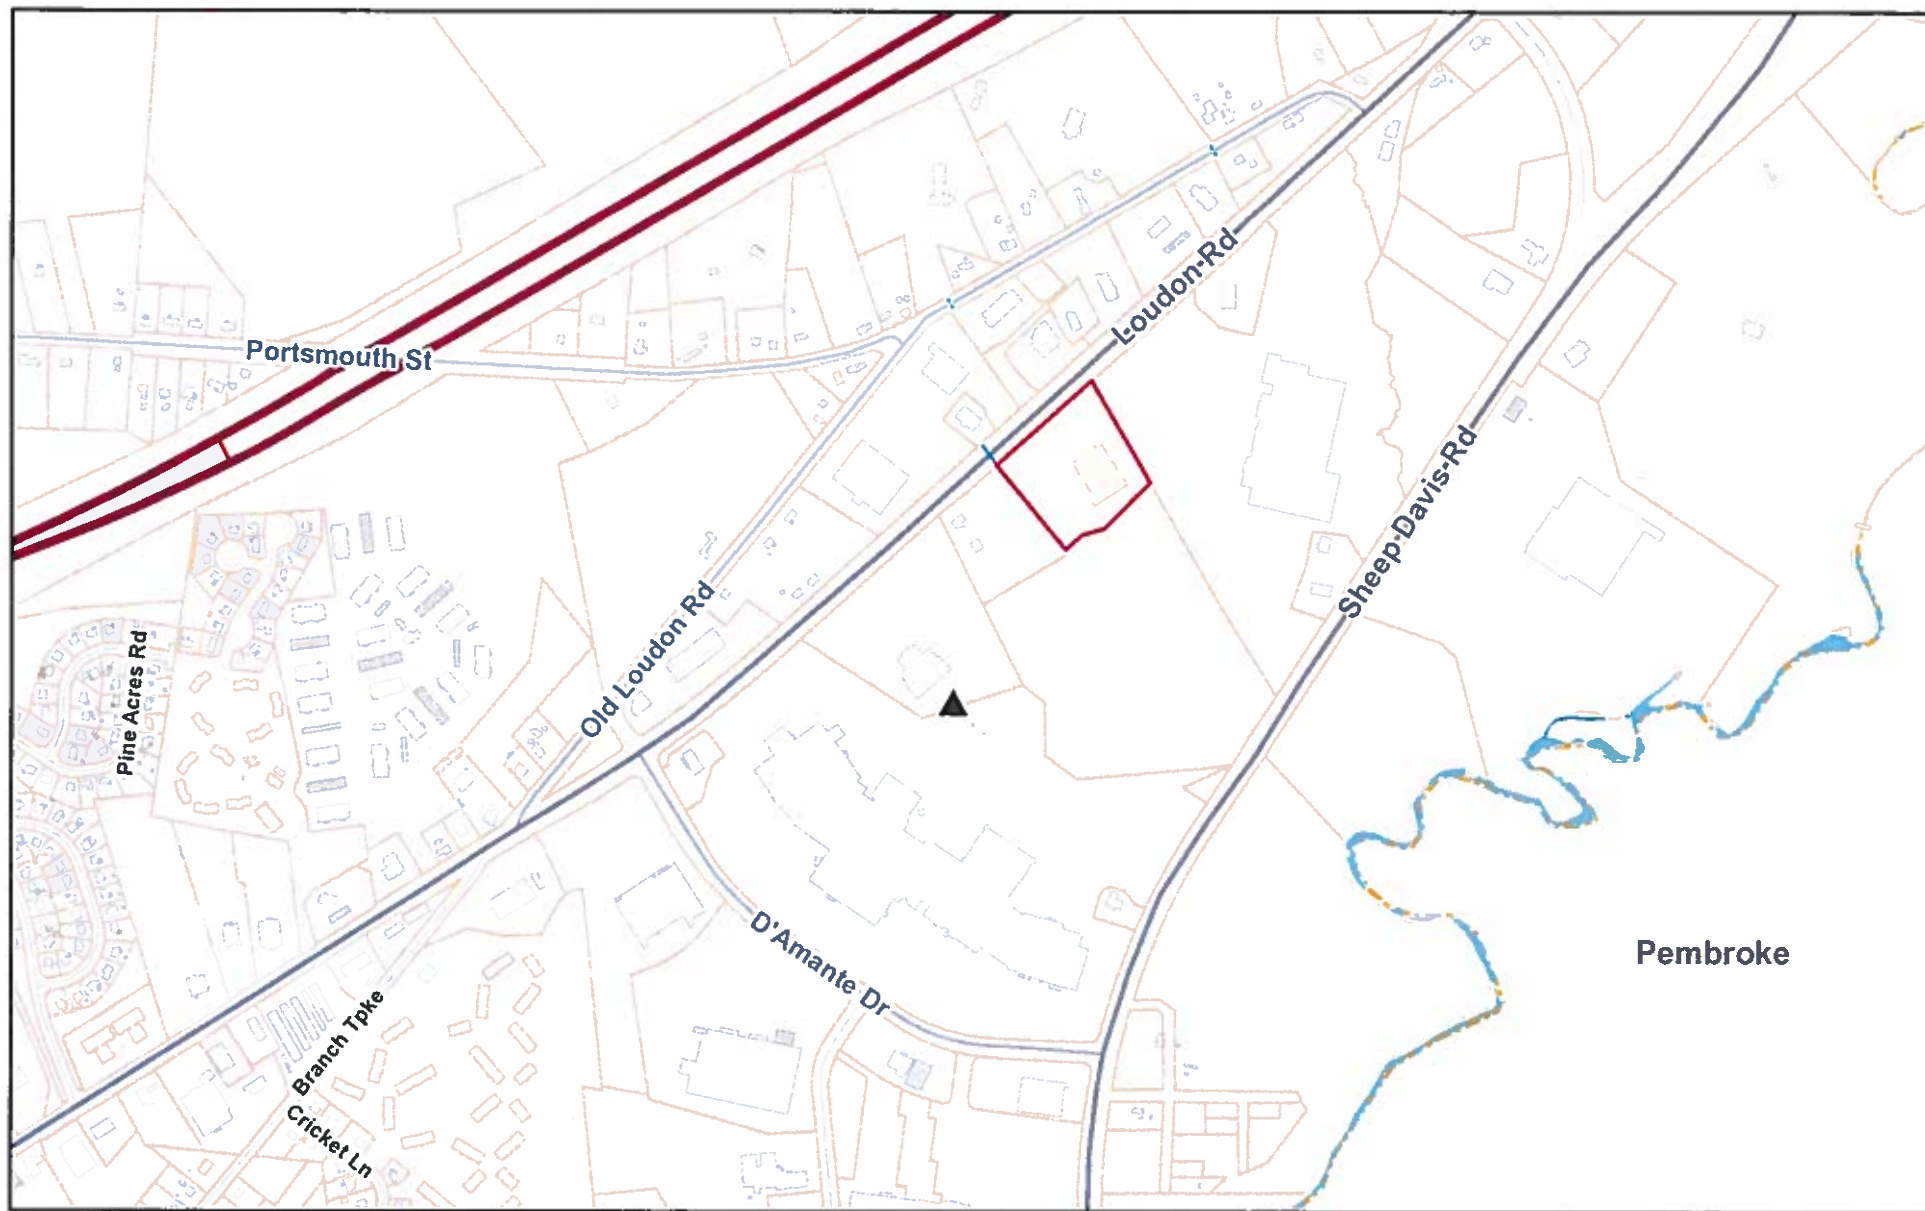 Loudon-Rd
Portsmouth St
Sheep-Davis-Rd
Old Loudon Rd
Pine Acres Rd
D'Amante Dr
Pembroke
Branch Tpke
Cricket Ln